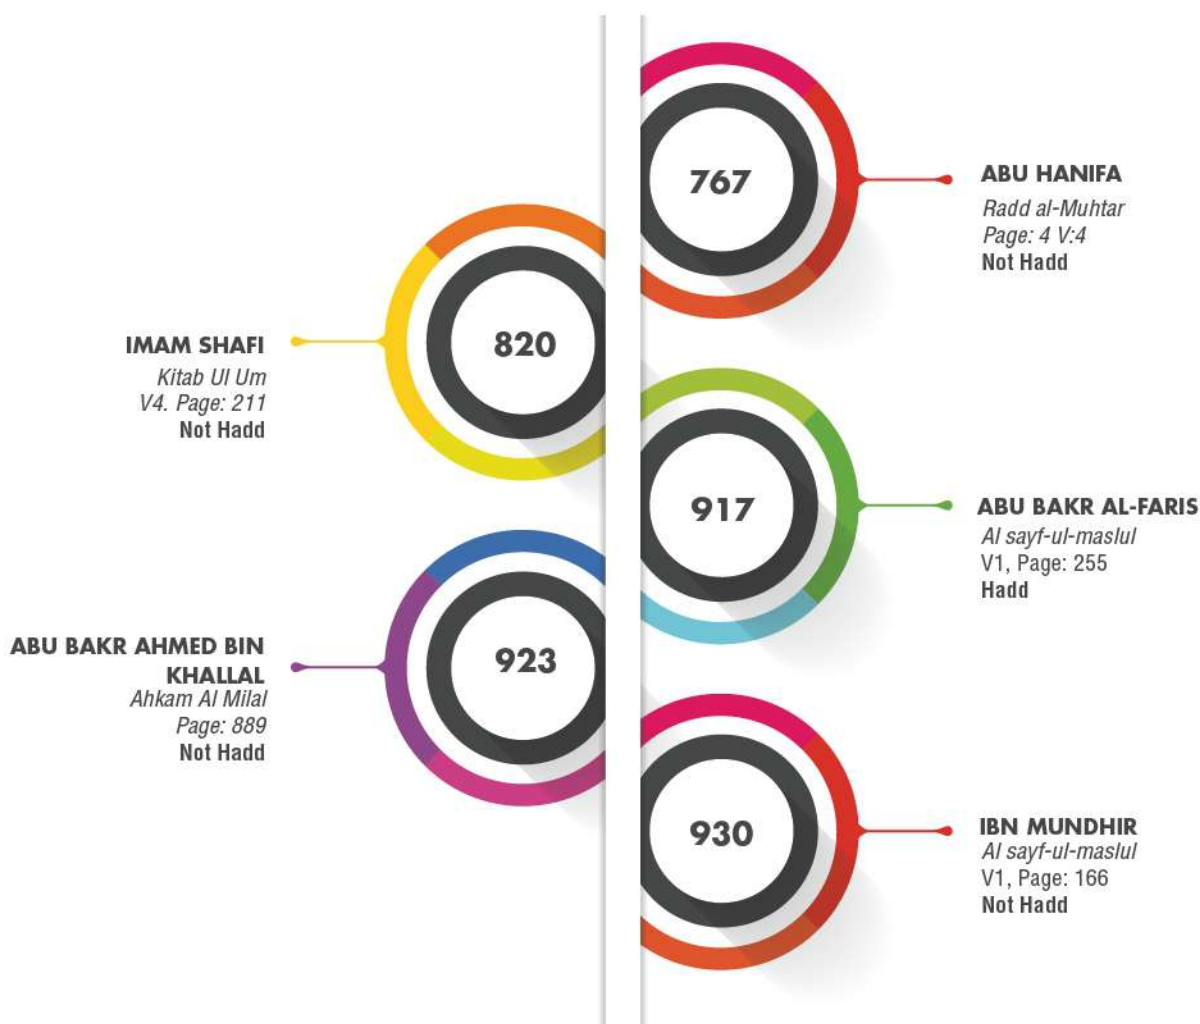 767
ABU HANIFA
Radd al-Muhtar
Page: 4 V:4
Not Hadd
820
IMAM SHAFI
Kitab Ul Um
V4. Page: 211
Not Hadd
917
ABU BAKR AL-FARIS
Al sayf-ul-maslul
V1, Page: 255
Hadd
923
ABU BAKR AHMED BIN
KHALLAL
Ahkam Al Milal
Page: 889
Not Hadd
930
IBN MUNDHIR
Al sayf-ul-maslul
V1, Page: 166
Not Hadd